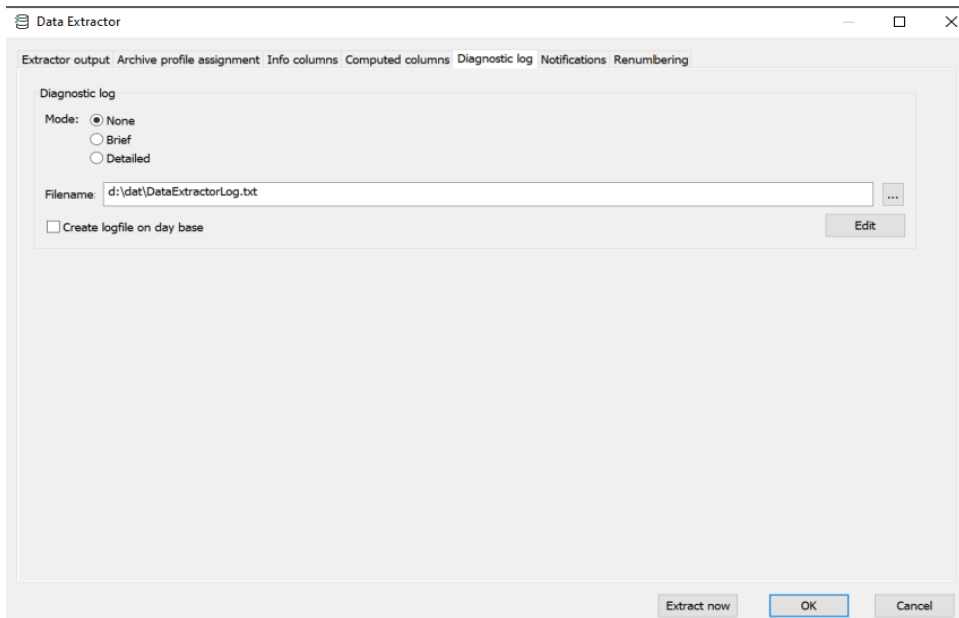 Data Extractor
Extractor output Archive profile assignment Info columns Computed columns Diagnostic log Notifications Renumbering
Diagnostic log
Mode: None
Brief
Detailed
Filename: d:\dat\DataExtractorLog.txt ...
Create logfile on day base Edit
Extract now OK Cancel